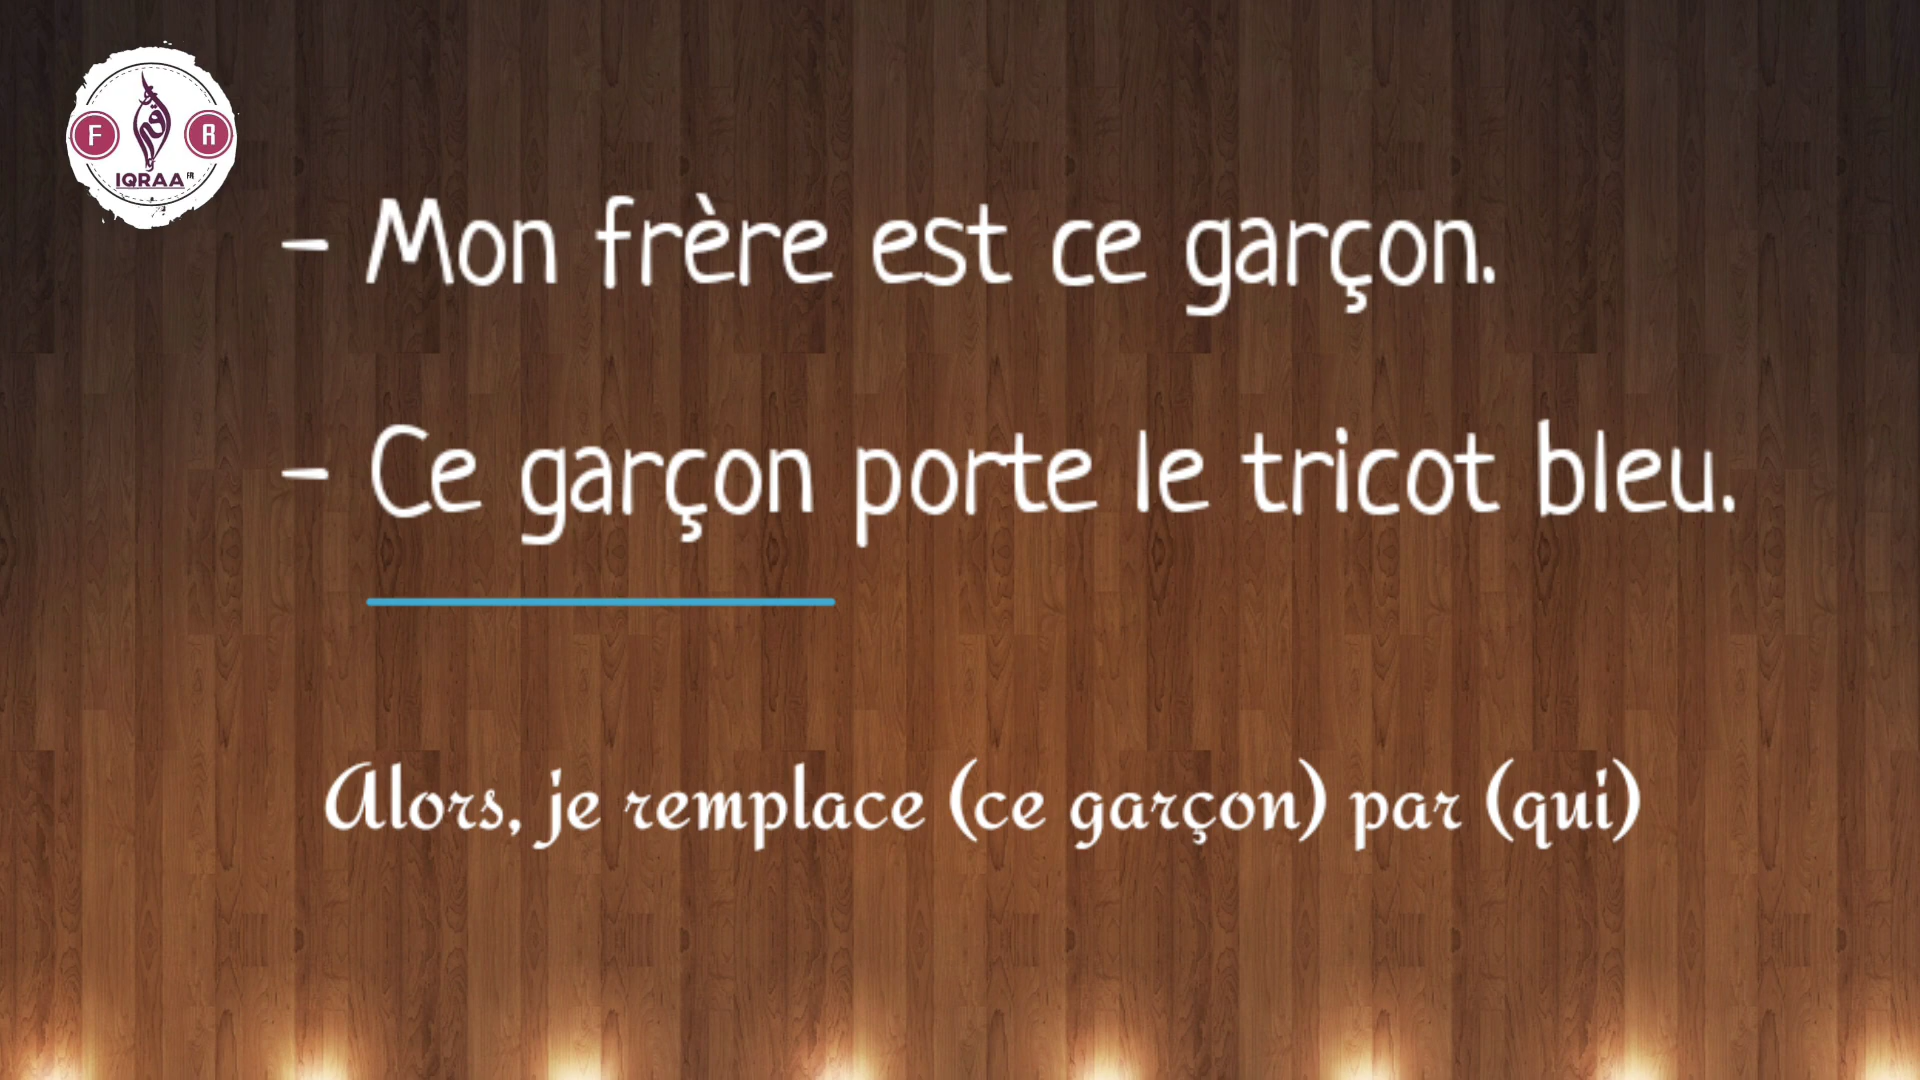 F R
IQRAA FR
- Mon frère est ce garçon.
- Ce garçon porte le tricot bleu.
Alors, je remplace (ce garçon) par (qui)